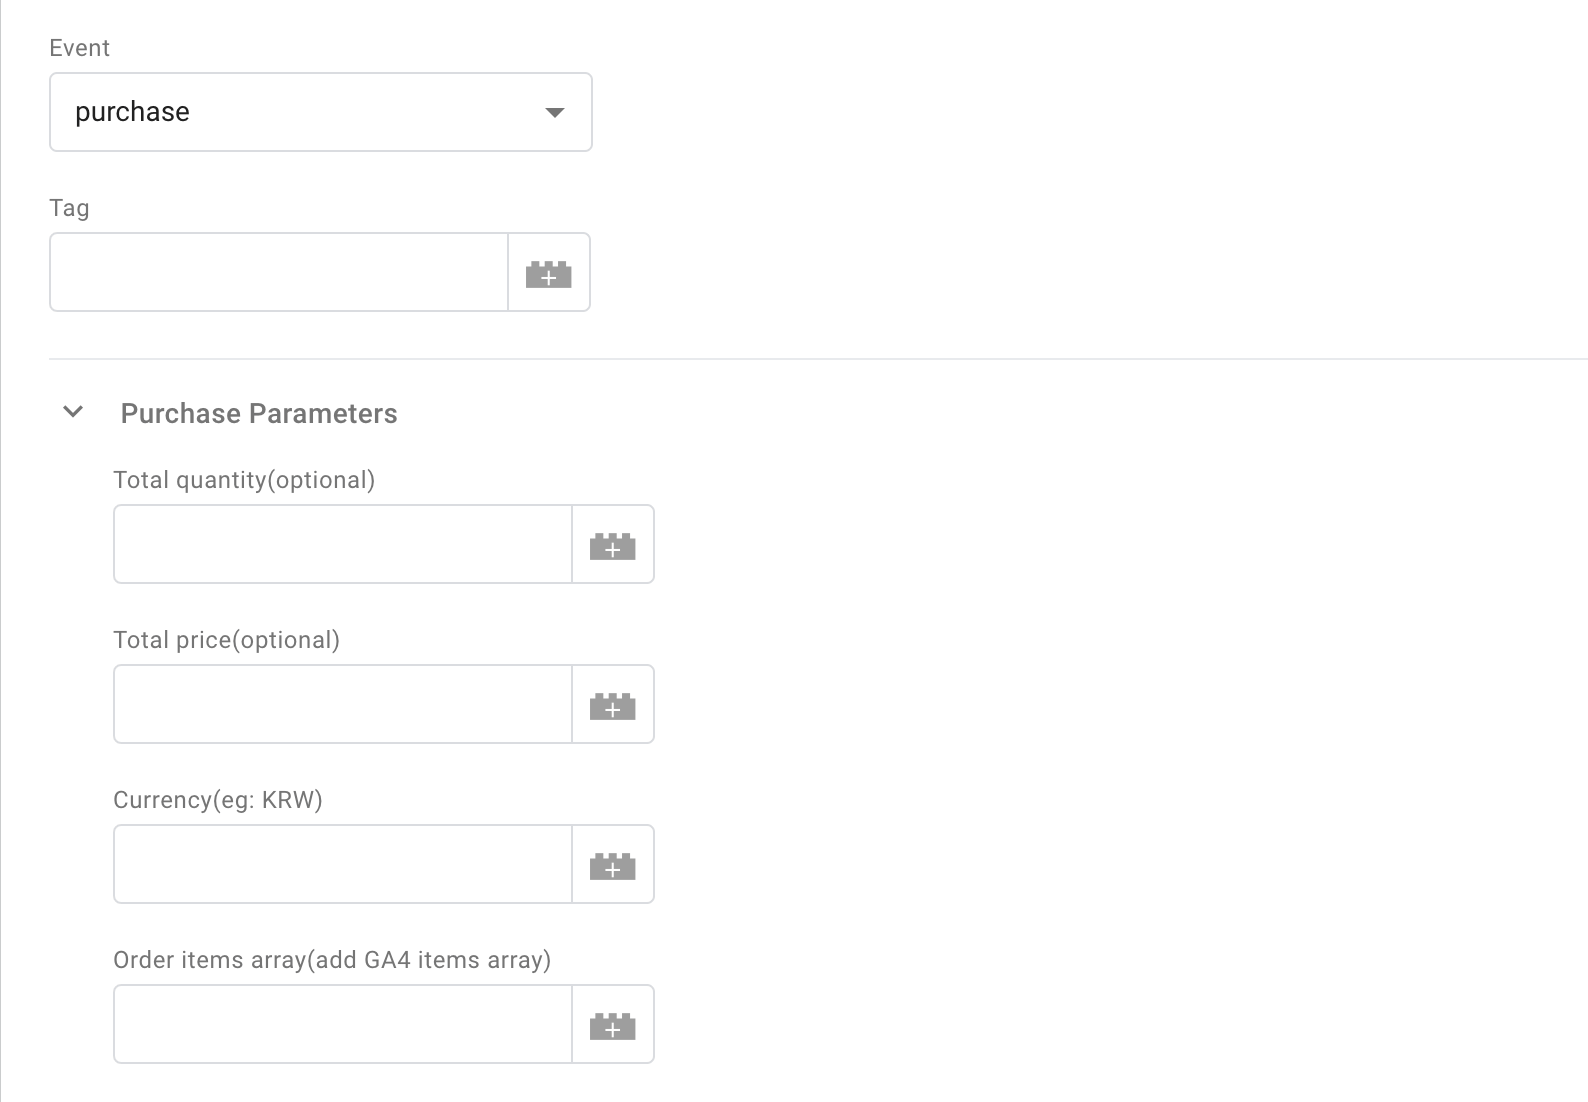 Event
purchase
Tag
Purchase Parameters
Total quantity(optional)
Total price(optional)
Currency(eg: KRW)
Order items array(add GA4 items array)